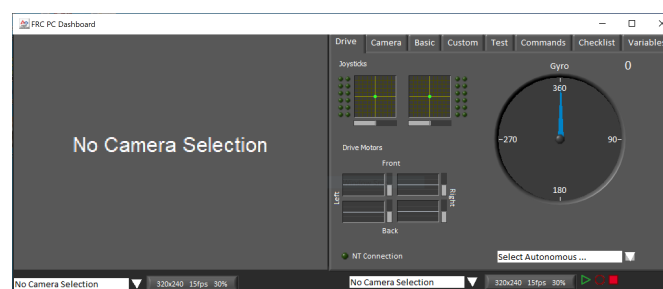 FRC PC Dashboard
Drive Camera Basic Custom Test Commands Checklist Variables
No Camera Selection
Joysticks
Gyro 0
360
270
90
180
Drive Motors
Front
Left
Right
Back
NT Connection
Select Autonomous ...
No Camera Selection
320x240 15fps 30%
No Camera Selection
320x240 15fps 30%